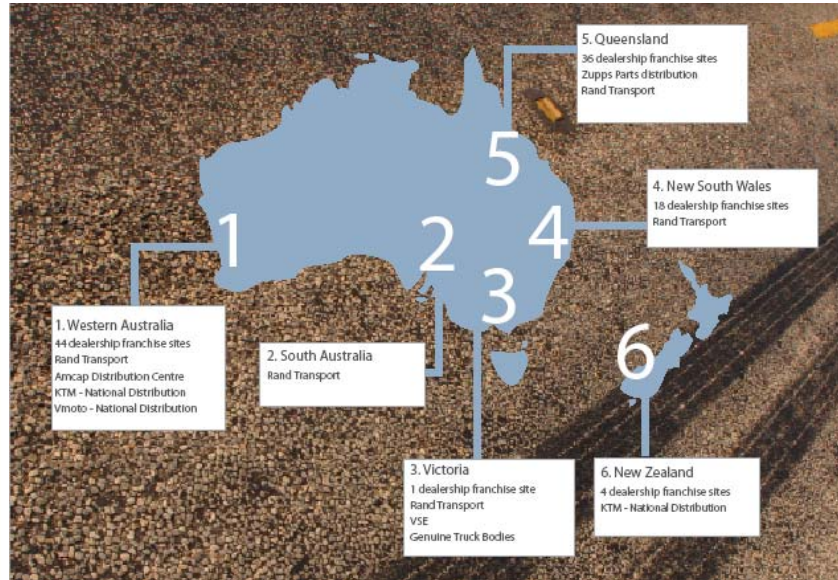 5. Queensland
36 dealership franchise sites
Zupps Parts distribution
Rand Transport
4. New South Wales
18 dealership franchise sites
Rand Transport
1. Western Australia
44 dealership franchise sites
Rand Transport
Amcap Distribution Centre
KTM - National Distribution
Vmoto - National Distribution
2. South Australia
Rand Transport
3. Victoria
1 dealership franchise site
Rand Transport
VSE
Genuine Truck Bodies
6. New Zealand
4 dealership franchise sites
KTM - National Distribution
5
4
1
2
3
6